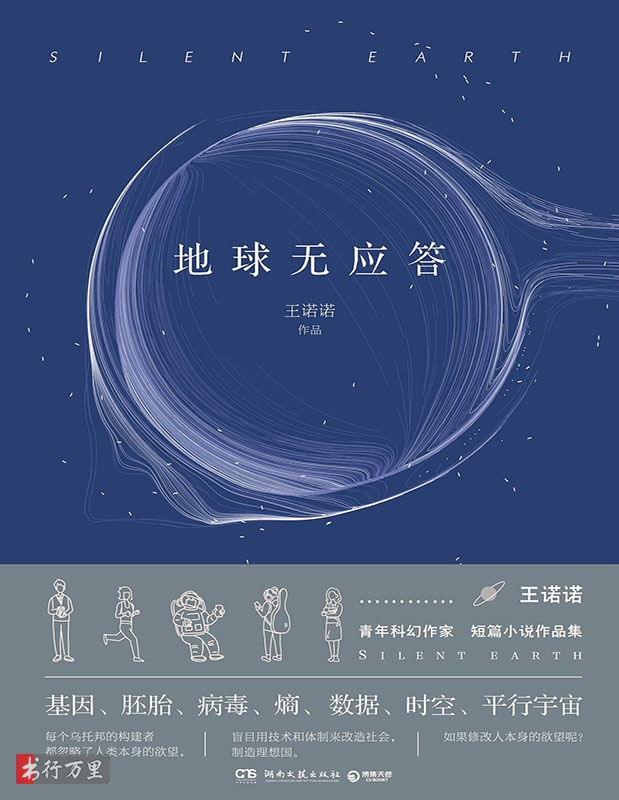 SILENT EARTH
地球无应答
王诺诺
作品
王诺诺
青年科幻作家 短篇小说作品集
SILENT EARTH
基因、胚胎、病毒、熵、数据、时空、平行宇宙
每个乌托邦的构建者
都忽略了人类本身的欲望，
盲目用技术和体制来改造社会，
制造理想国。
如果修改人本身的欲望呢？
书行万里
湖南文艺出版社
博集天卷
CS-BOOKY